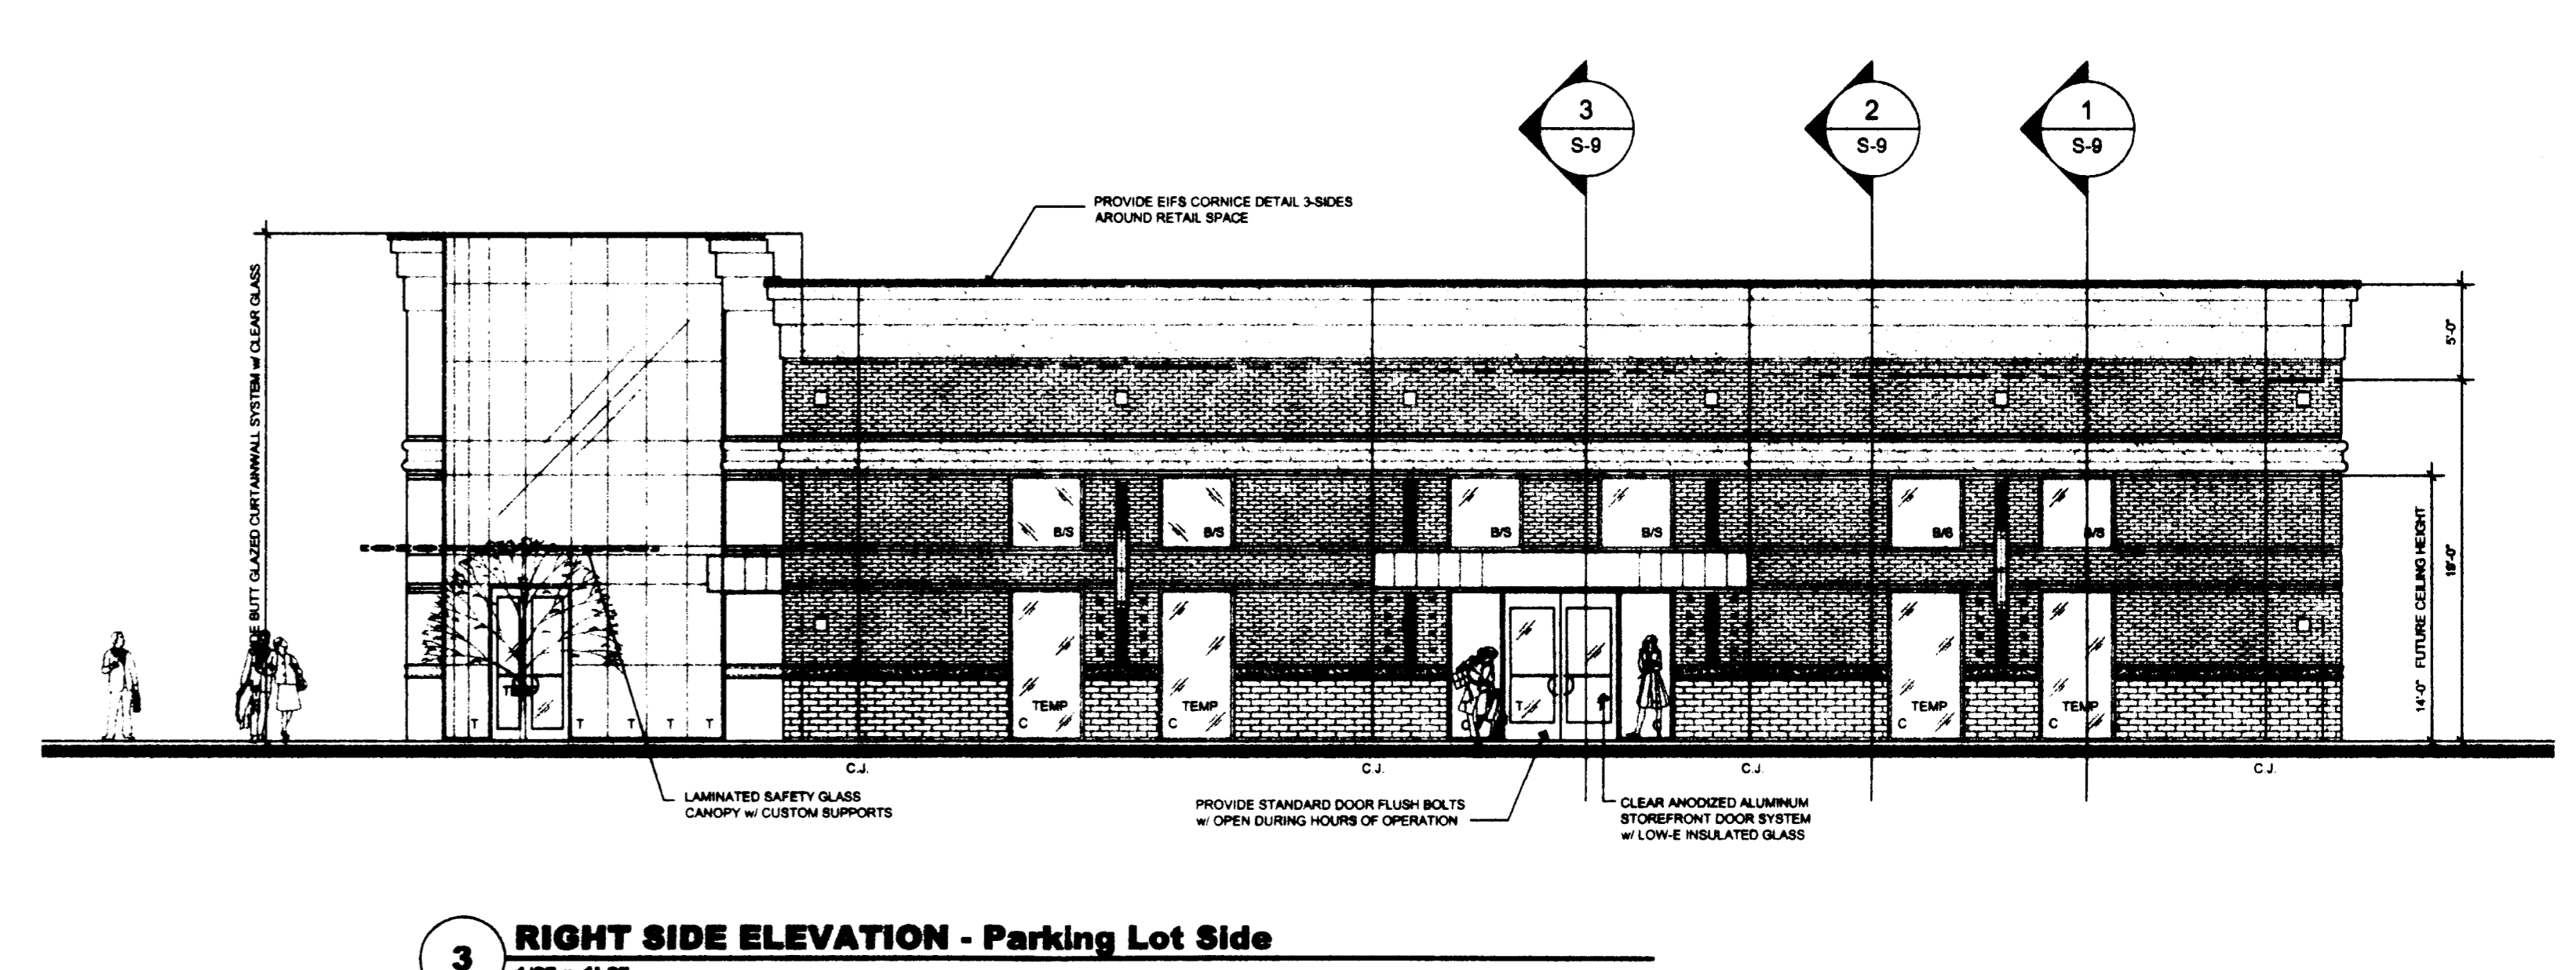 3
S-9
2
S-9
1
S-9
PROVIDE EIFS CORNICE DETAIL 3-SIDES
AROUND RETAIL SPACE
BUTT GLAZED CURTAINWALL SYSTEM w/ CLEAR GLASS
5'-0"
B/S
B/S
B/S
B/S
B/S
B/S
14'-0" FUTURE CEILING HEIGHT
19'-0"
TEMP
C
TEMP
C
TEMP
C
TEMP
C
T
T
T
T
T
T
C.J.
C.J.
C.J.
C.J.
LAMINATED SAFETY GLASS
CANOPY w/ CUSTOM SUPPORTS
PROVIDE STANDARD DOOR FLUSH BOLTS
w/ OPEN DURING HOURS OF OPERATION
CLEAR ANODIZED ALUMINUM
STOREFRONT DOOR SYSTEM
w/ LOW-E INSULATED GLASS
3
RIGHT SIDE ELEVATION - Parking Lot Side